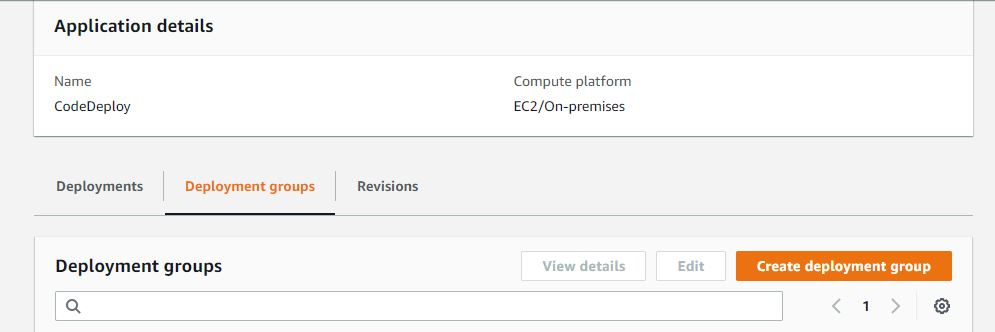 Application details
Name Compute platform
CodeDeploy EC2/On-premises
Deployments Deployment groups Revisions
Deployment groups View details Edit Create deployment group
1